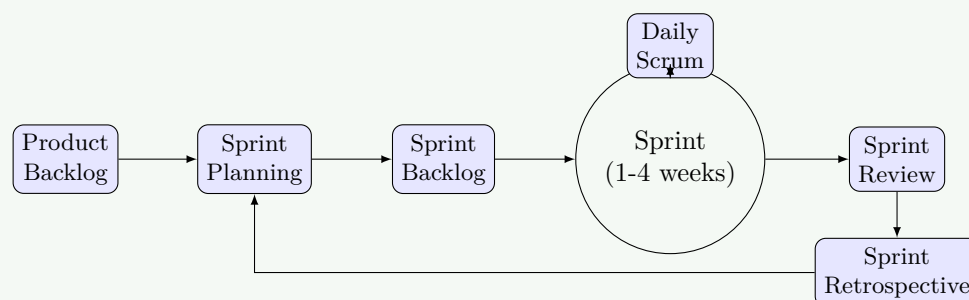 Daily
Scrum
Product
Backlog
Sprint
Planning
Sprint
Backlog
Sprint
(1-4 weeks)
Sprint
Review
Sprint
Retrospective